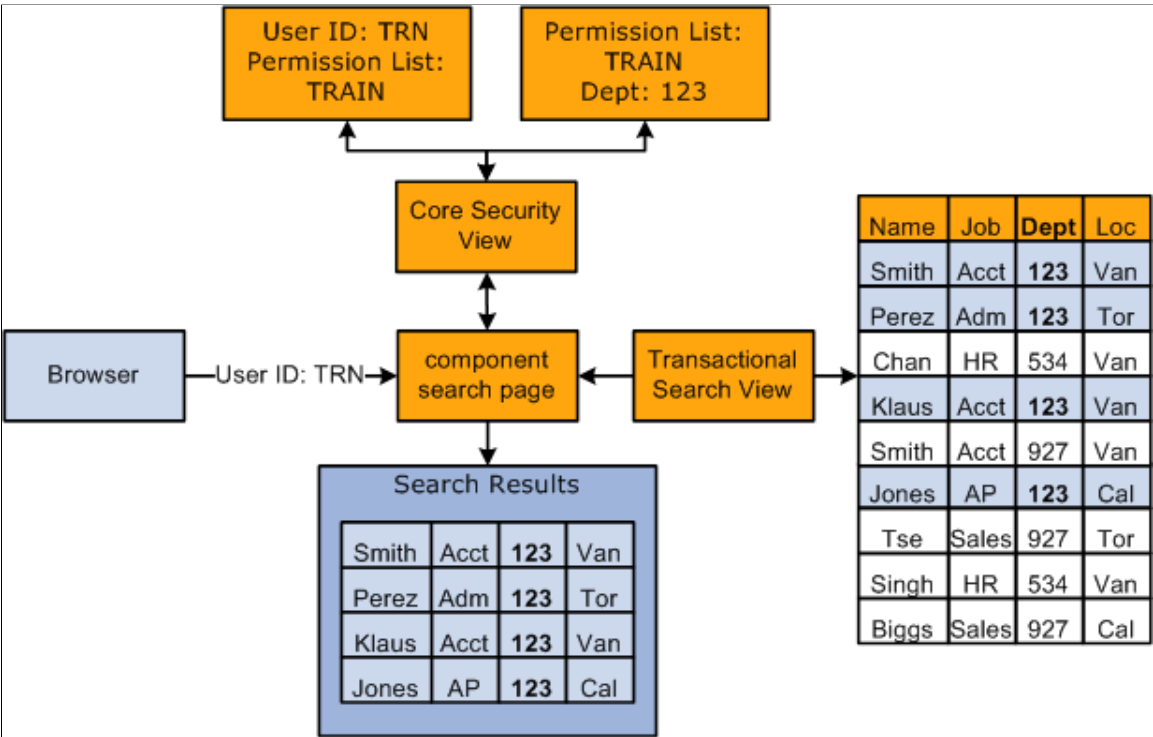 User ID: TRN
Permission List:
TRAIN
Permission List:
TRAIN
Dept: 123
Core Security
View
Browser
User ID: TRN
component
search page
Transactional
Search View
Name Job Dept Loc
Smith Acct 123 Van
Perez Adm 123 Tor
Chan HR 534 Van
Klaus Acct 123 Van
Smith Acct 927 Van
Jones AP 123 Cal
Tse Sales 927 Tor
Singh HR 534 Van
Biggs Sales 927 Cal
Search Results
Smith Acct 123 Van
Perez Adm 123 Tor
Klaus Acct 123 Van
Jones AP 123 Cal